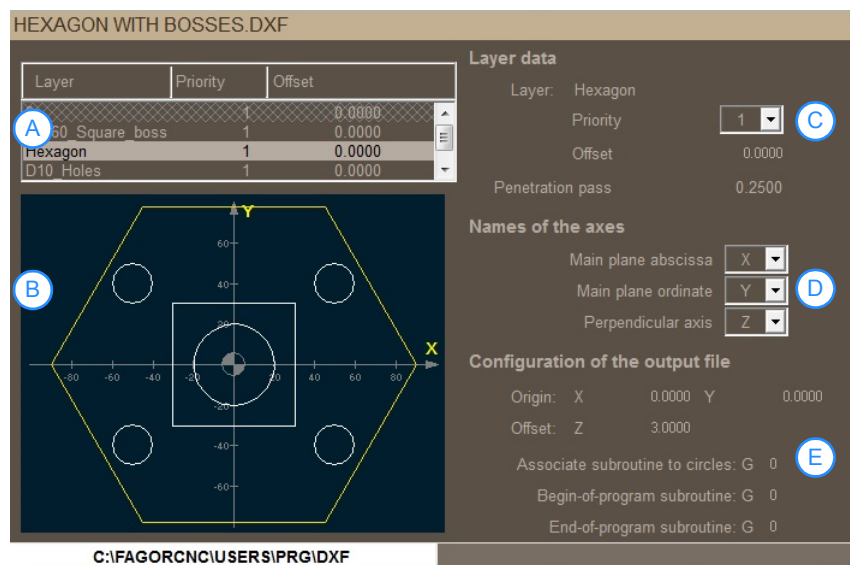 HEXAGON WITH BOSSES.DXF
Layer Priority Offset
1 0.0000
A
60_Square_boss 1 0.0000
Hexagon 1 0.0000
D10_Holes 1 0.0000
B
Y
60
40
20
X
-80 -60 -40 -20 20 40 60 80
-20
-40
-60
Layer data
Layer: Hexagon
Priority 1 C
Offset 0.0000
Penetration pass 0.2500
Names of the axes
Main plane abscissa X
Main plane ordinate Y D
Perpendicular axis Z
Configuration of the output file
Origin: X 0.0000 Y 0.0000
Offset: Z 3.0000
Associate subroutine to circles: G 0 E
Begin-of-program subroutine: G 0
End-of-program subroutine: G 0
C:\FAGORCNC\USERS\PRG\DXF